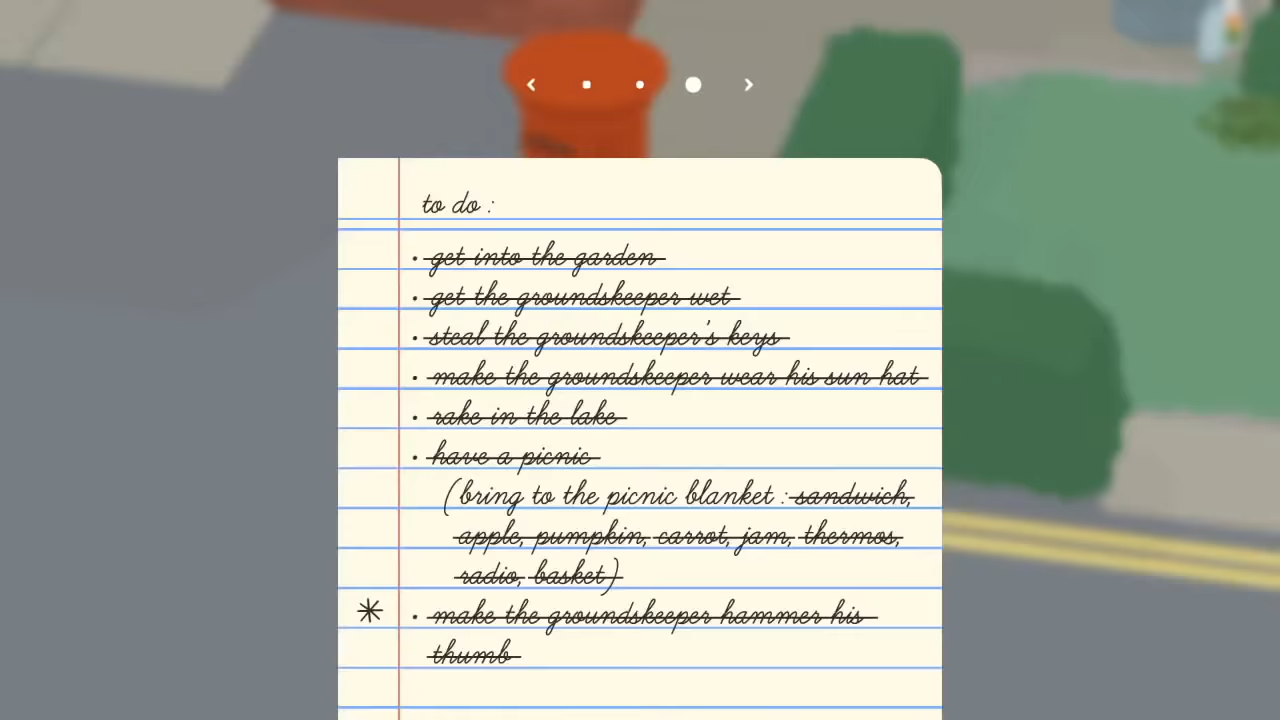 to do :
• get into the garden
• get the groundskeeper wet
• steal the groundskeeper's keys
• make the groundskeeper wear his sun hat
• rake in the lake
• have a picnic
(bring to the picnic blanket : sandwich,
apple, pumpkin, carrot, jam, thermos,
radio, basket)
• make the groundskeeper hammer his
thumb